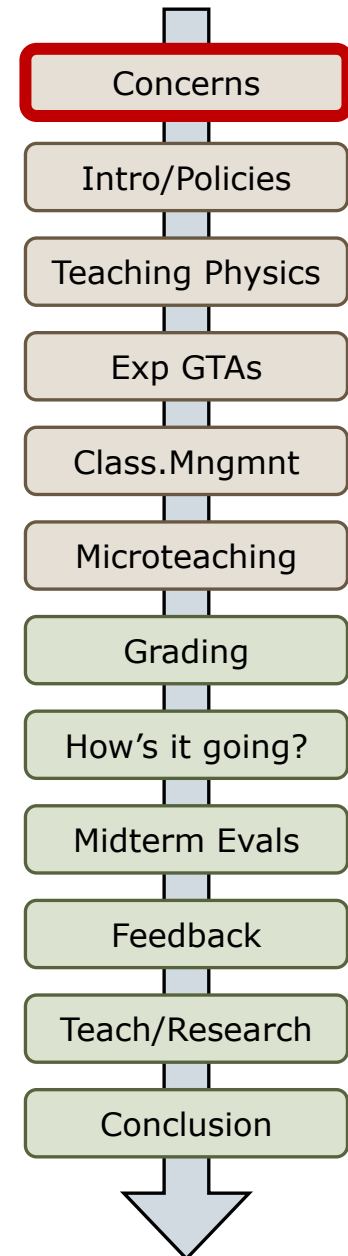 Concerns
Intro/Policies
Teaching Physics
Exp GTAs
Class.Mngmnt
Microteaching
Grading
How’s it going?
Midterm Evals
Feedback
Teach/Research
Conclusion